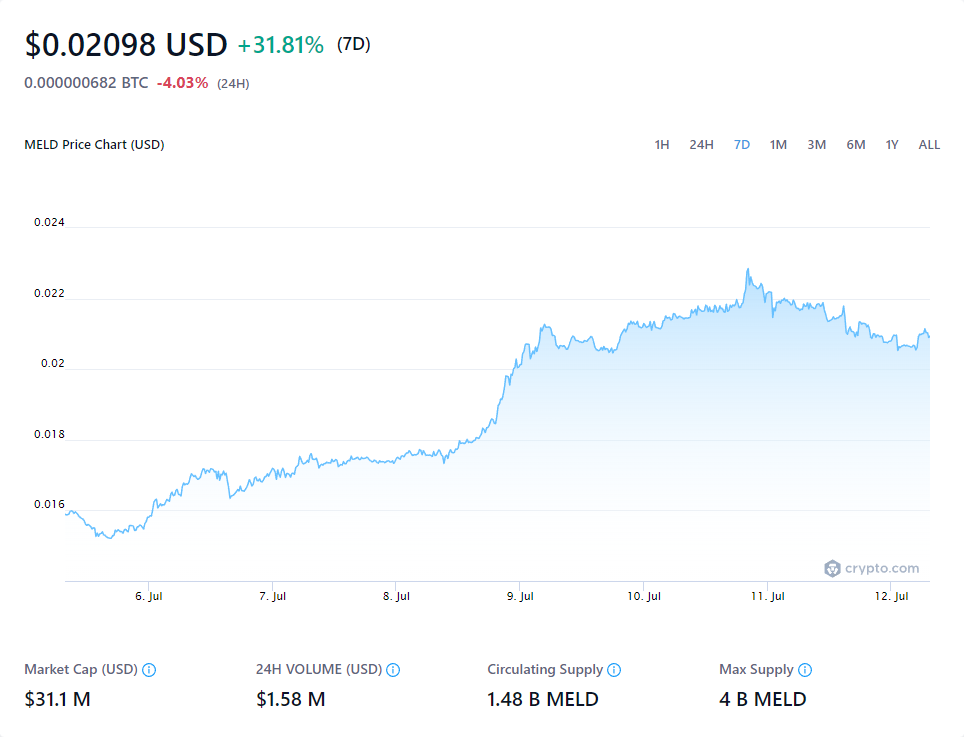 $0.02098 USD +31.81% (7D)
0.000000682 BTC -4.03% (24H)
MELD Price Chart (USD) 1H 24H 7D 1M 3M 6M 1Y ALL
0.024
0.022
0.02
0.018
0.016
crypto.com
6. Jul 7. Jul 8. Jul 9. Jul 10. Jul 11. Jul 12. Jul
Market Cap (USD) 24H VOLUME (USD) Circulating Supply Max Supply
$31.1 M $1.58 M 1.48 B MELD 4 B MELD